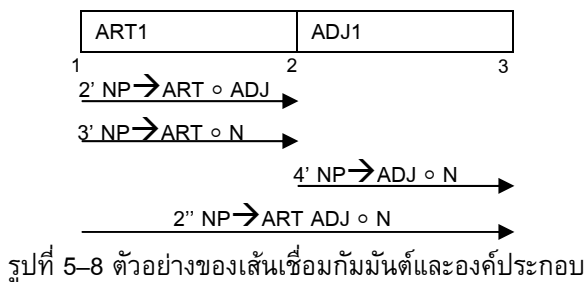 ART1 ADJ1
1 2 3
2' NP→ART ∘ ADJ
3' NP→ART ∘ N
4' NP→ADJ ∘ N
2'' NP→ART ADJ ∘ N
รูปที่ 5–8 ตัวอย่างของเส้นเชื่อมกัมมันต์และองค์ประกอบ